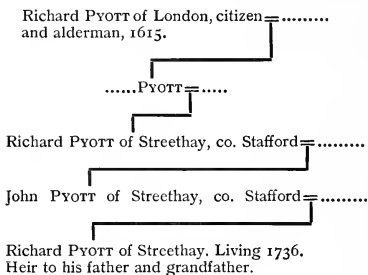 Richard PYOTT of London, citizen=.........
and alderman, 1615.
......PYOTT=.....
Richard PYOTT of Streethay, co. Stafford=.........
John PYOTT of Streethay, co. Stafford=.........
Richard PYOTT of Streethay. Living 1736.
Heir to his father and grandfather.